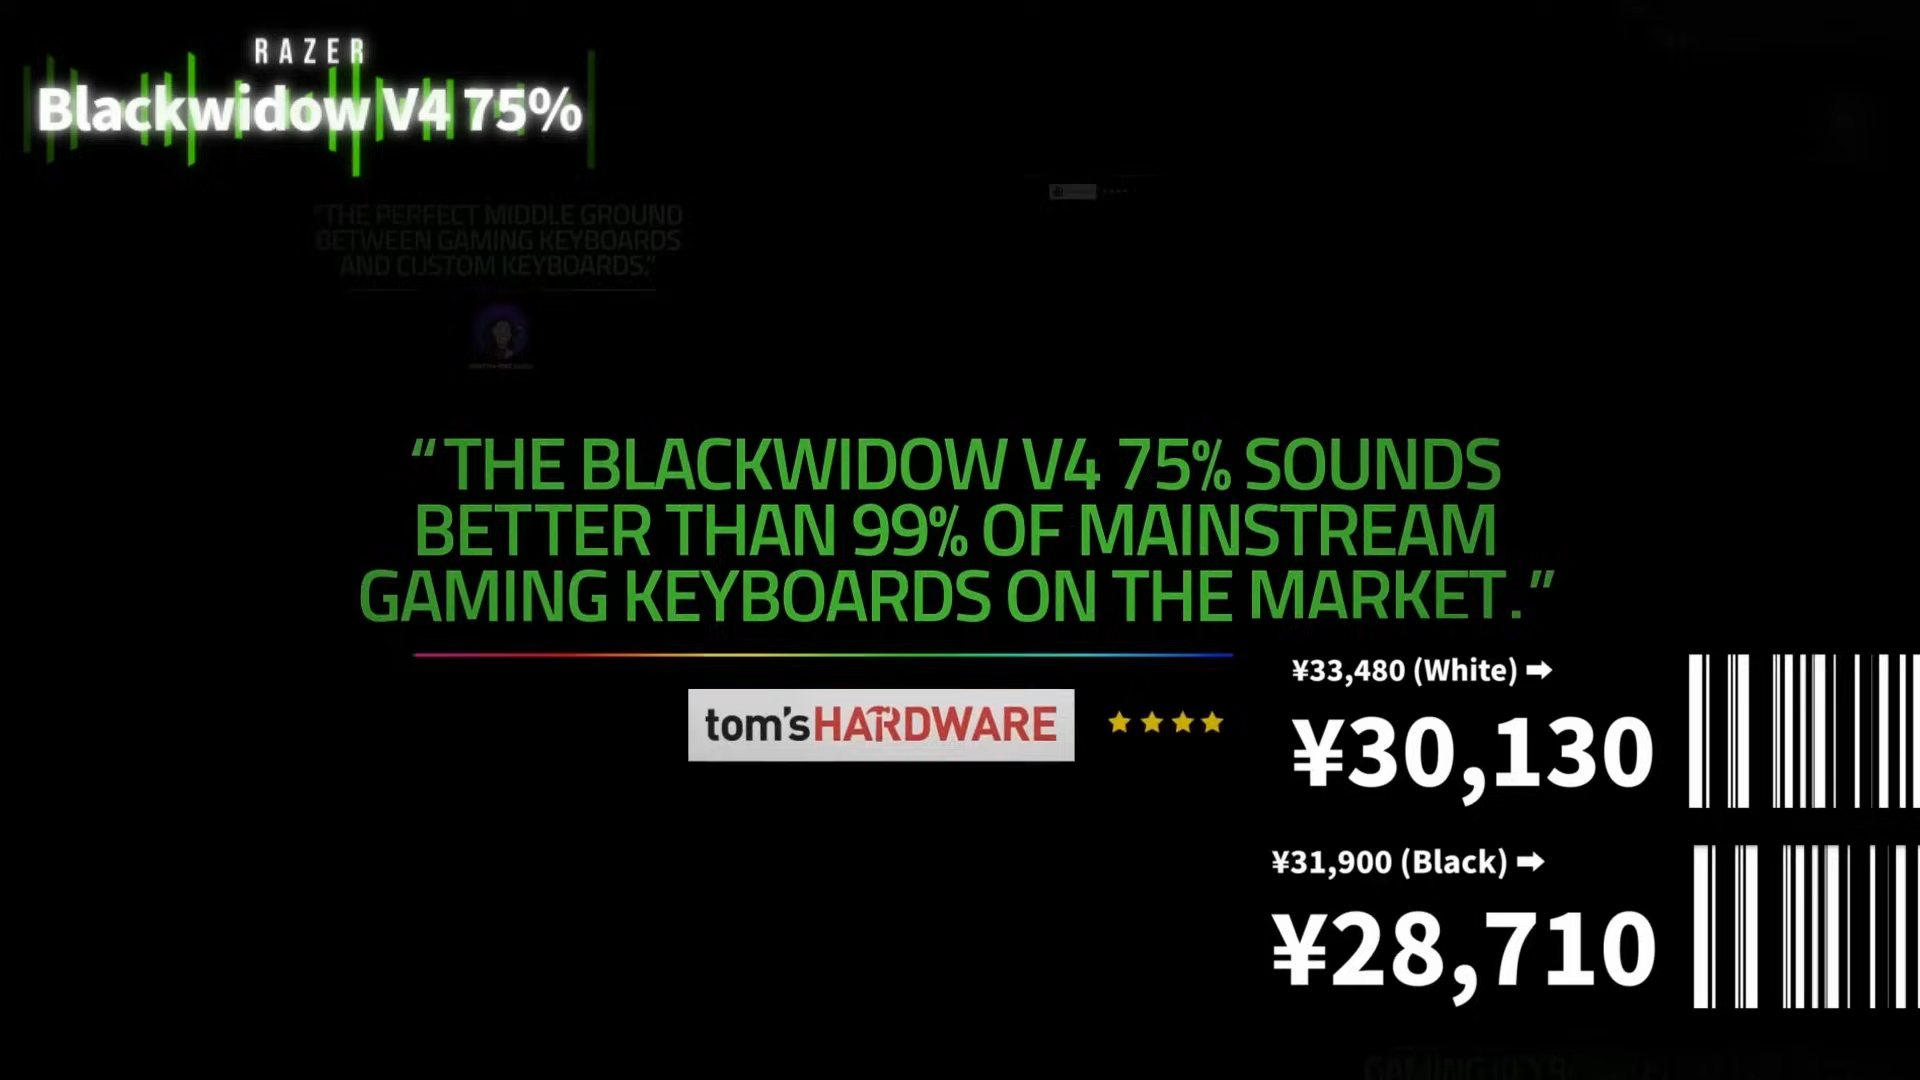 RAZER
Blackwidow V4 75%
“THE PERFECT MIDDLE GROUND
BETWEEN GAMING KEYBOARDS
AND CUSTOM KEYBOARDS.”
“THE BLACKWIDOW V4 75% SOUNDS
BETTER THAN 99% OF MAINSTREAM
GAMING KEYBOARDS ON THE MARKET.”
tom'sHARDWARE
¥33,480 (White) ➡
¥30,130
¥31,900 (Black) ➡
¥28,710